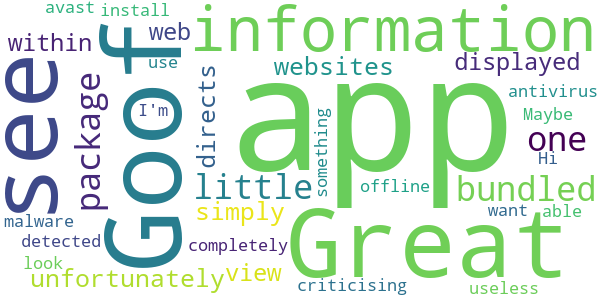 avast install
within web information
see Goof use websites displayed
package I'm directs app antivirus
Maybe
something one
Hi
little offline bundled
simply Great want able
malware
detected completely
look view
unfortunately criticising useless